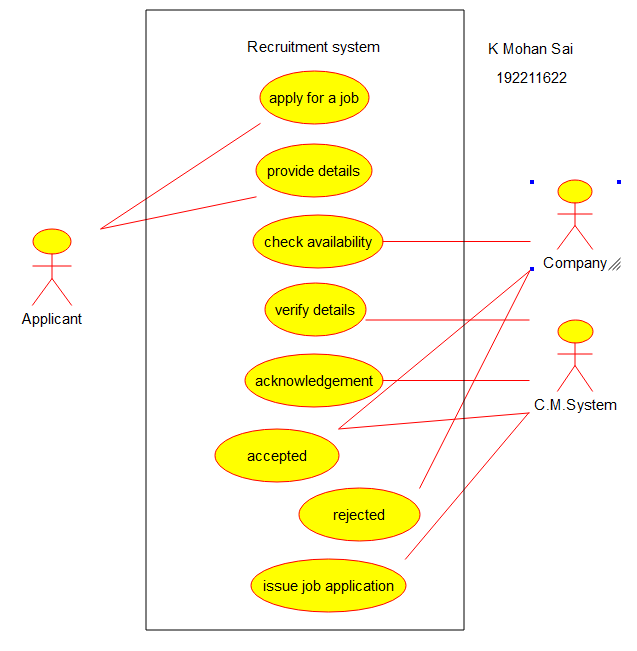 Recruitment system
K Mohan Sai
192211622
apply for a job
provide details
check availability
Company
verify details
Applicant
acknowledgement
C.M.System
accepted
rejected
issue job application